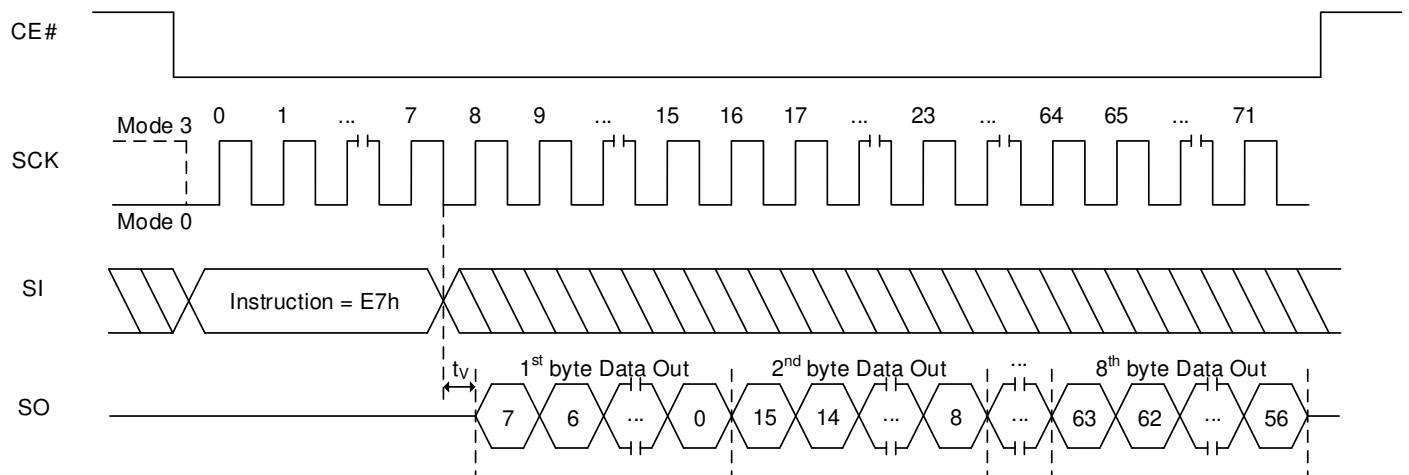 CE#
0 1 ... 7 8 9 ... 15 16 17 ... 23 ... 64 65 ... 71
Mode 3
SCK
Mode 0
SI
Instruction = E7h
tV 1st byte Data Out 2nd byte Data Out ... 8th byte Data Out
SO
7 6 ... 0 15 14 ... 8 ... 63 62 ... 56